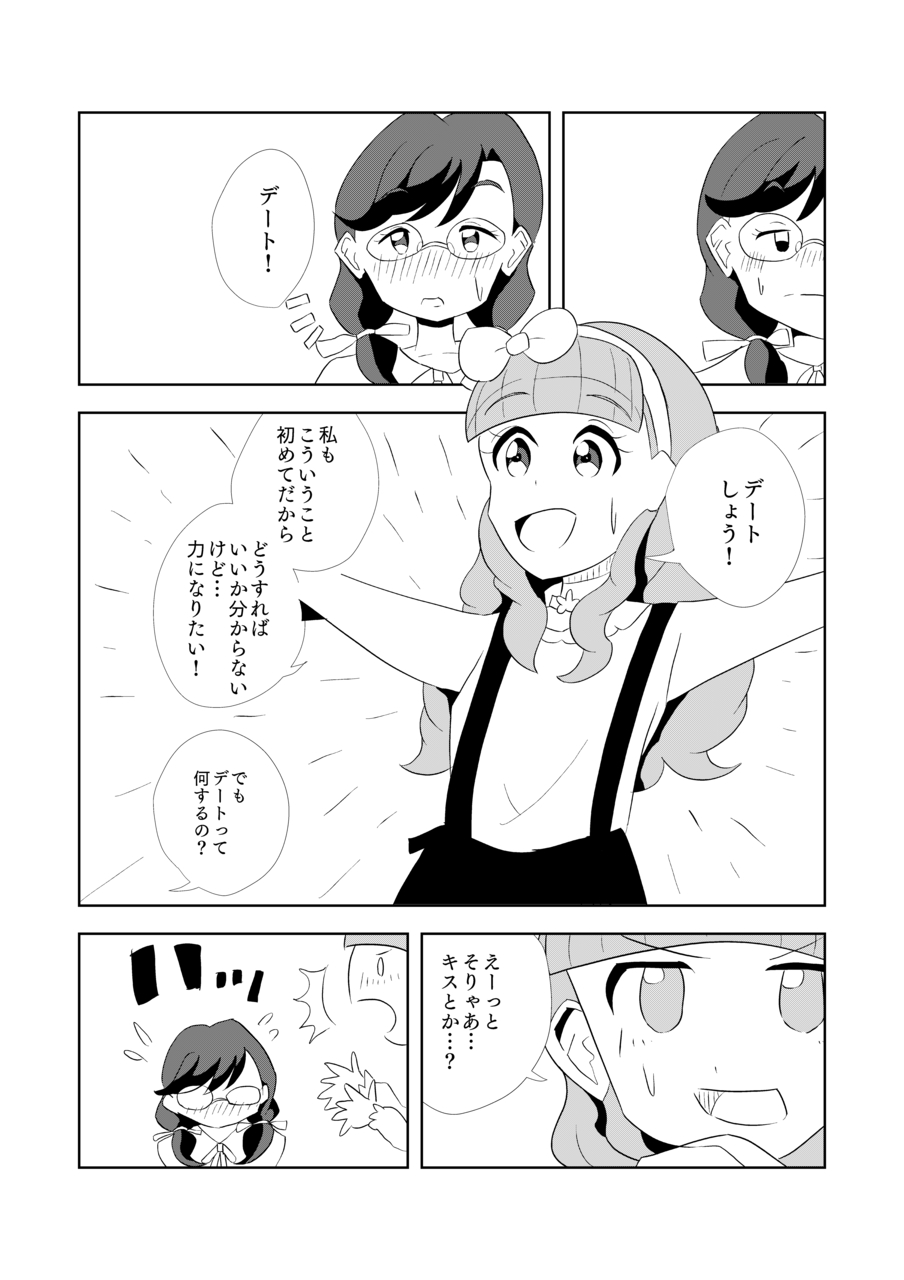 デート！
デート
しよう！
私も
こういうこと
初めてだから
どうすれば
いいか分からない
けど…
力になりたい！
でも
デートって
何するの？
えーっと
そりゃあ…
キスとか…？
バッ